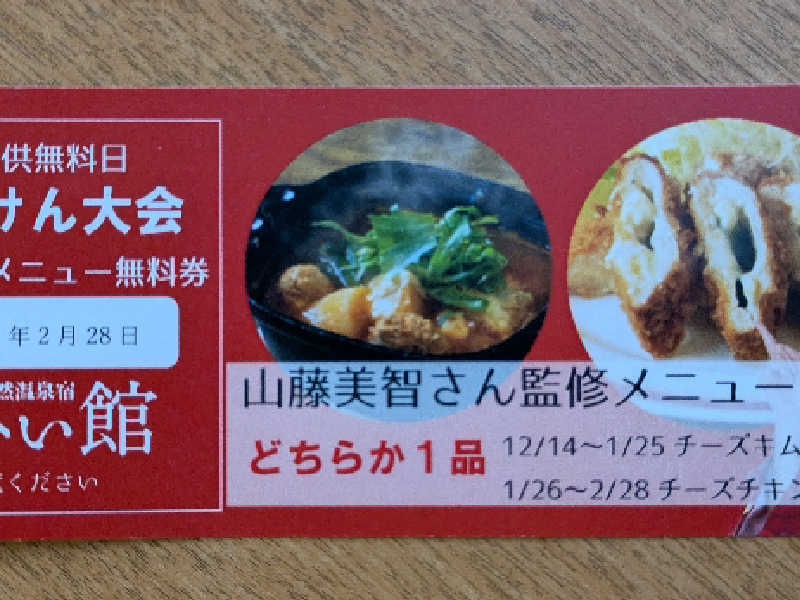 供無料日
けん大会
メニュー無料券
年2月28日
然温泉宿
い館
ください
山藤美智さん監修メニュー
どちらか1品
12/14〜1/25 チーズキム
1/26〜2/28 チーズチキン